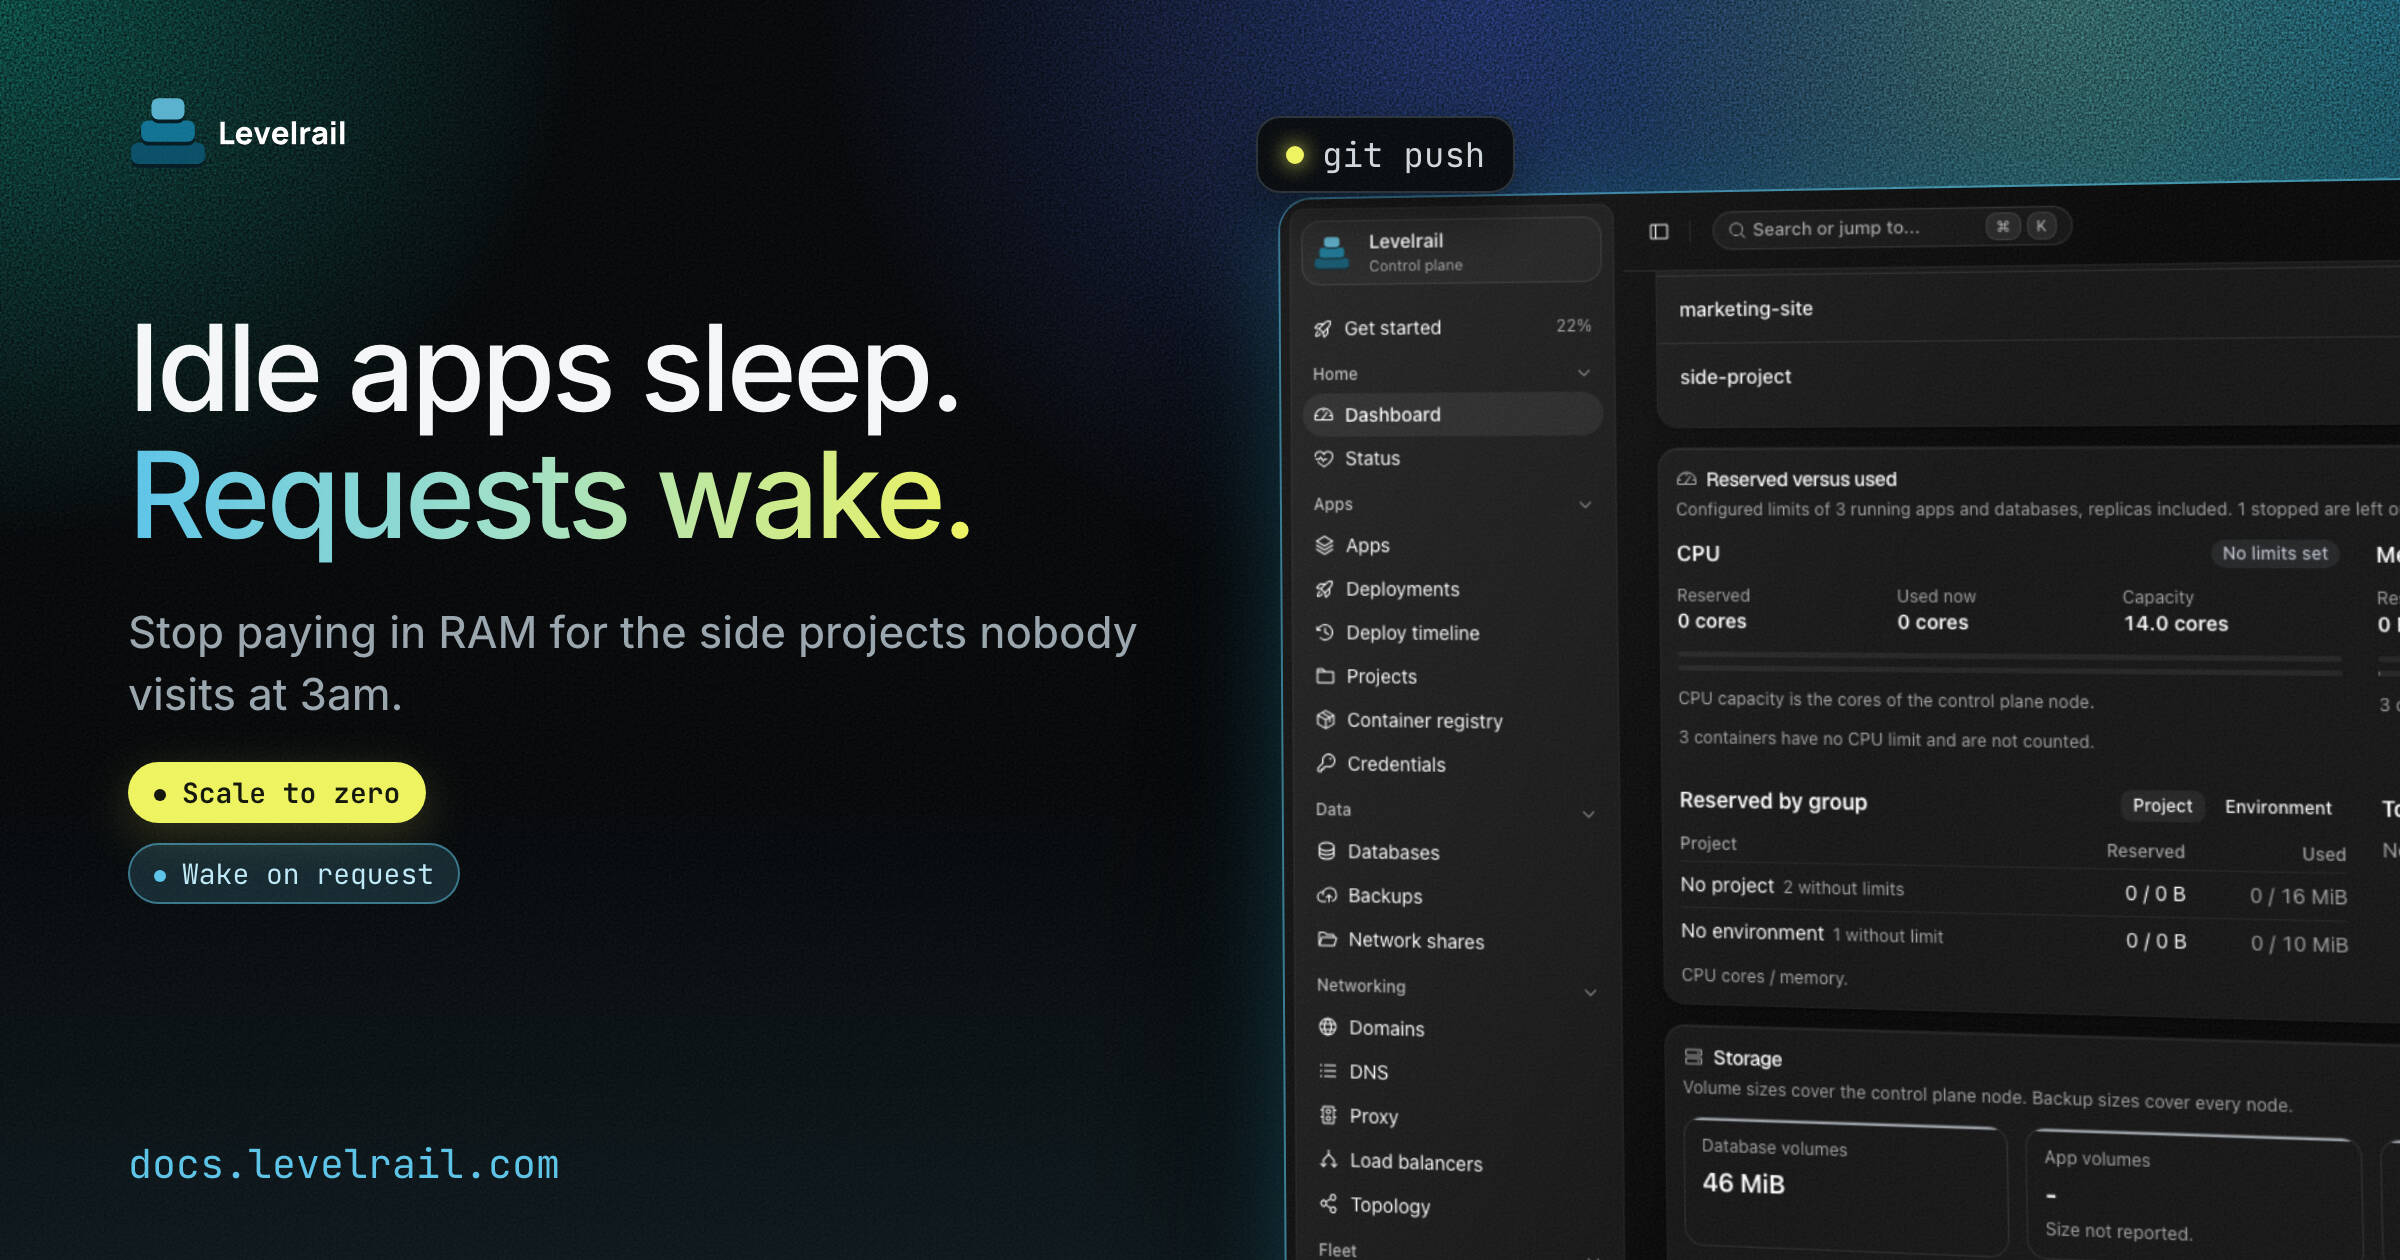 Levelrail
Idle apps sleep.
Requests wake.
Stop paying in RAM for the side projects nobody
visits at 3am.
Scale to zero
Wake on request
docs.levelrail.com
git push
Levelrail
Control plane
Get started 22%
Home
Dashboard
Status
Apps
Apps
Deployments
Deploy timeline
Projects
Container registry
Credentials
Data
Databases
Backups
Network shares
Networking
Domains
DNS
Proxy
Load balancers
Topology
Fleet
Search or jump to... ⌘ K
marketing-site
side-project
Reserved versus used
Configured limits of 3 running apps and databases, replicas included. 1 stopped are left
CPU No limits set
Reserved Used now Capacity
0 cores 0 cores 14.0 cores
CPU capacity is the cores of the control plane node.
3 containers have no CPU limit and are not counted.
Reserved by group Project Environment
Project Reserved Used
No project 2 without limits 0 / 0 B 0 / 16 MiB
No environment 1 without limit 0 / 0 B 0 / 10 MiB
CPU cores / memory.
Storage
Volume sizes cover the control plane node. Backup sizes cover every node.
Database volumes
46 MiB
App volumes
-
Size not reported.